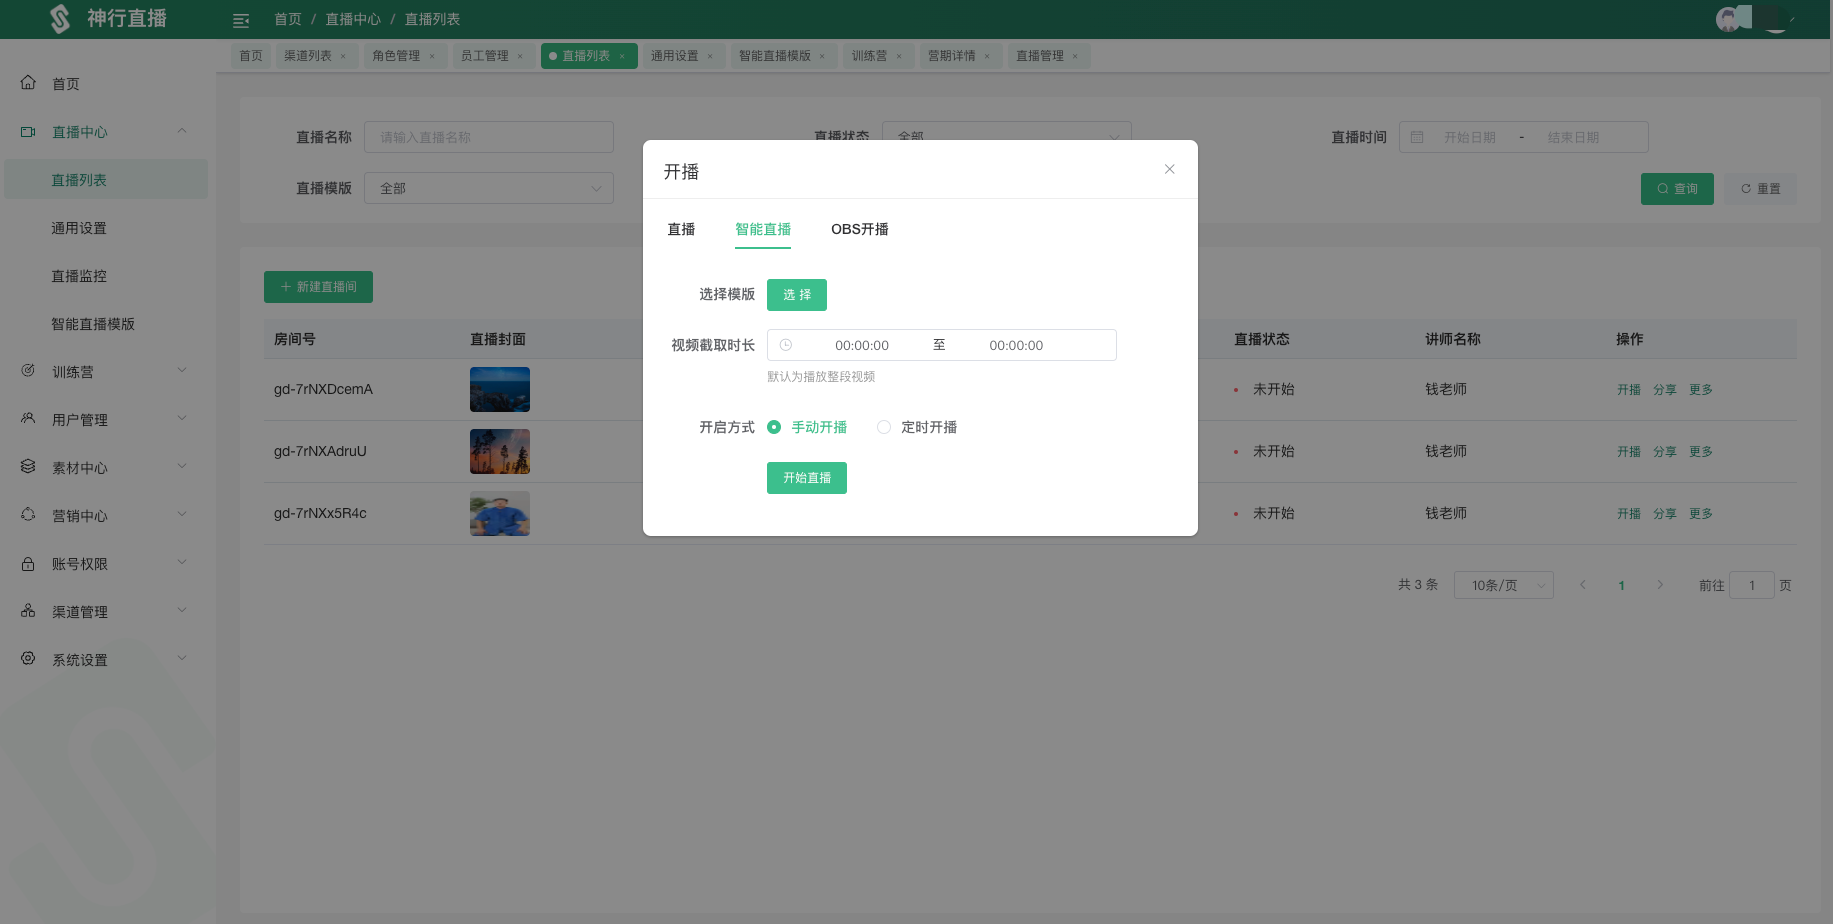 神行直播
首页 / 直播中心 / 直播列表
首页 渠道列表 × 角色管理 × 员工管理 × 直播列表 × 通用设置 × 智能直播模版 × 训练营 × 营期详情 × 直播管理 ×
首页
直播中心
直播列表
通用设置
直播监控
智能直播模版
训练营
用户管理
素材中心
营销中心
账号权限
渠道管理
系统设置
直播名称 请输入直播名称 直播状态 全部 直播时间 开始日期 - 结束日期
直播模版 全部 查询 重置
新建直播间
房间号 直播封面 直播状态 讲师名称 操作
gd-7rNXDcemA 未开始 钱老师 开播 分享 更多
gd-7rNXAdruU 未开始 钱老师 开播 分享 更多
gd-7rNXx5R4c 未开始 钱老师 开播 分享 更多
共 3 条 10条/页 1 前往 1 页
开播
直播 智能直播 OBS开播
选择模版 选 择
视频截取时长 00:00:00 至 00:00:00
默认为播放整段视频
开启方式 手动开播 定时开播
开始直播